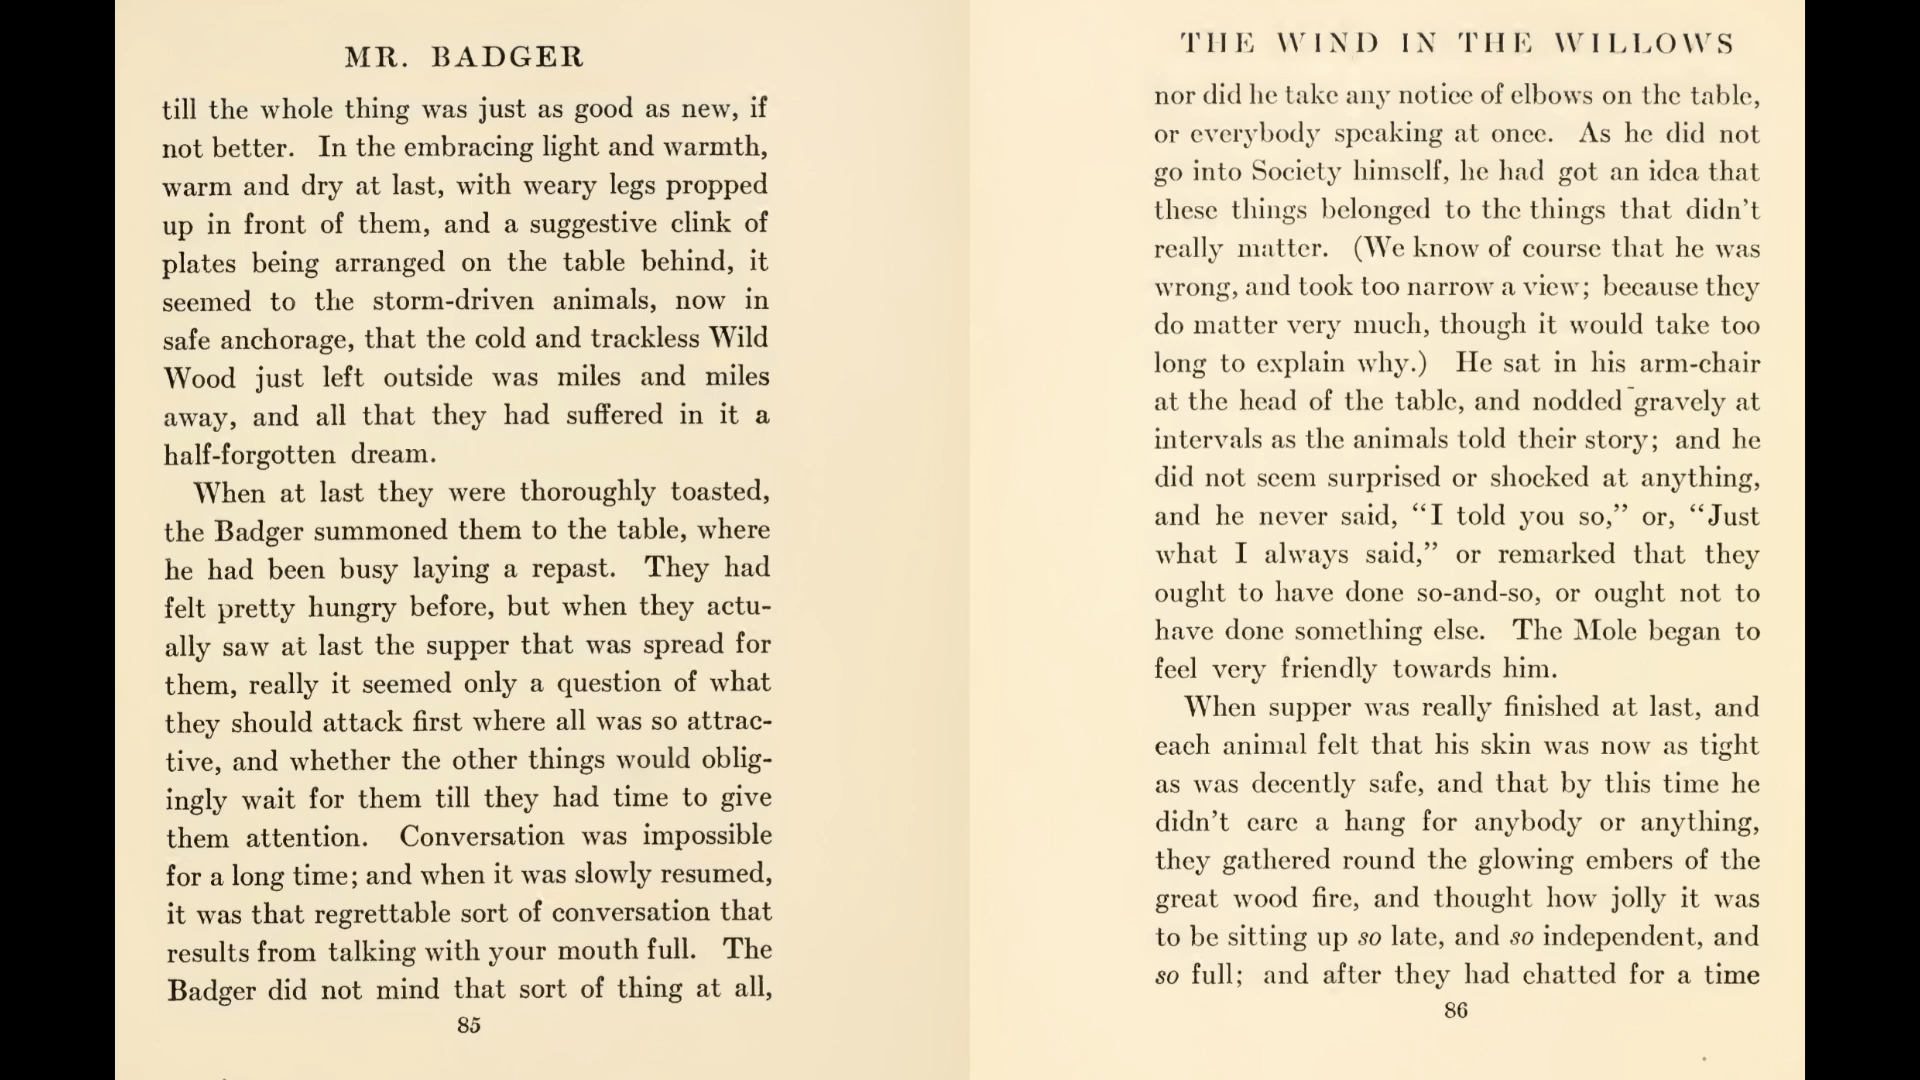 MR. BADGER
till the whole thing was just as good as new, if
not better. In the embracing light and warmth,
warm and dry at last, with weary legs propped
up in front of them, and a suggestive clink of
plates being arranged on the table behind, it
seemed to the storm-driven animals, now in
safe anchorage, that the cold and trackless Wild
Wood just left outside was miles and miles
away, and all that they had suffered in it a
half-forgotten dream.
When at last they were thoroughly toasted,
the Badger summoned them to the table, where
he had been busy laying a repast. They had
felt pretty hungry before, but when they actu-
ally saw at last the supper that was spread for
them, really it seemed only a question of what
they should attack first where all was so attrac-
tive, and whether the other things would oblig-
ingly wait for them till they had time to give
them attention. Conversation was impossible
for a long time; and when it was slowly resumed,
it was that regrettable sort of conversation that
results from talking with your mouth full. The
Badger did not mind that sort of thing at all,
85
THE WIND IN THE WILLOWS
nor did he take any notice of elbows on the table,
or everybody speaking at once. As he did not
go into Society himself, he had got an idea that
these things belonged to the things that didn't
really matter. (We know of course that he was
wrong, and took too narrow a view; because they
do matter very much, though it would take too
long to explain why.) He sat in his arm-chair
at the head of the table, and nodded gravely at
intervals as the animals told their story; and he
did not seem surprised or shocked at anything,
and he never said, “I told you so,” or, “Just
what I always said,” or remarked that they
ought to have done so-and-so, or ought not to
have done something else. The Mole began to
feel very friendly towards him.
When supper was really finished at last, and
each animal felt that his skin was now as tight
as was decently safe, and that by this time he
didn't care a hang for anybody or anything,
they gathered round the glowing embers of the
great wood fire, and thought how jolly it was
to be sitting up so late, and so independent, and
so full; and after they had chatted for a time
86